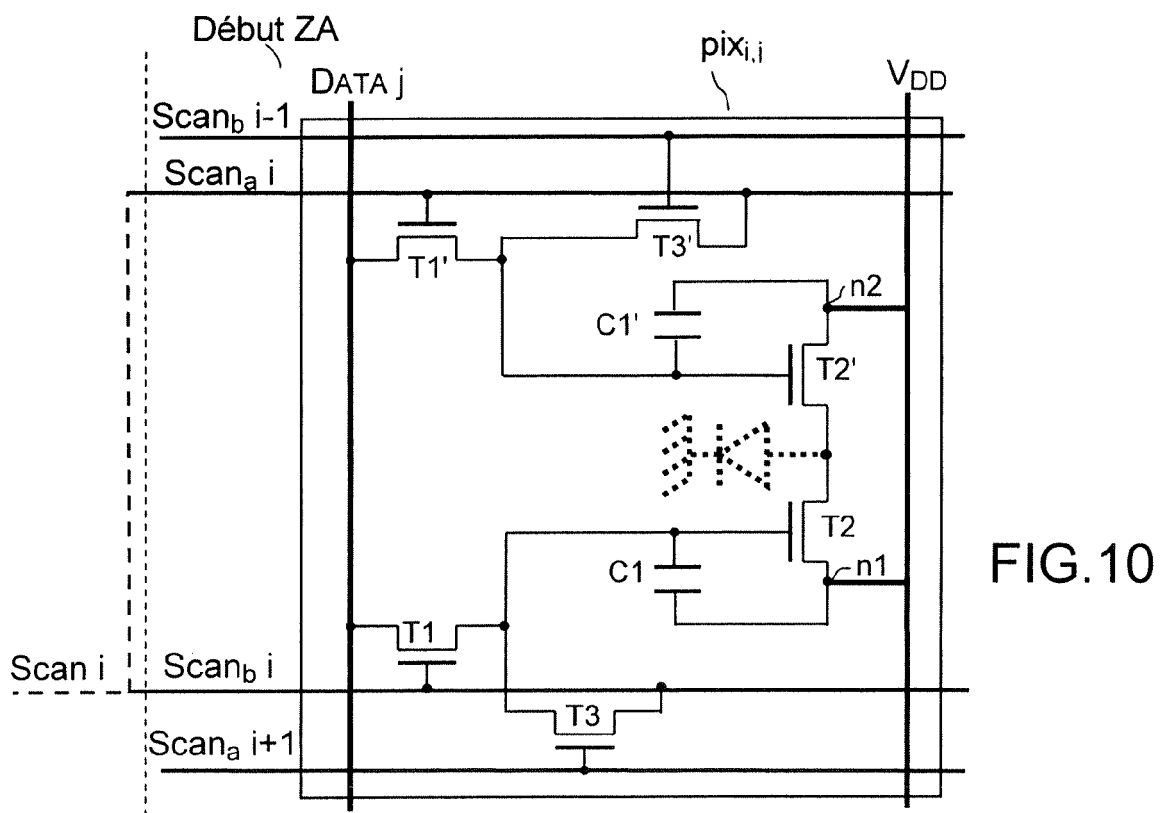 Début ZA
pix i,j
DATA j
VDD
Scanb i-1
Scana i
T3'
T1'
n2
C1'
T2'
T2
FIG.10
C1
n1
T1
Scan i
Scanb i
T3
Scana i+1